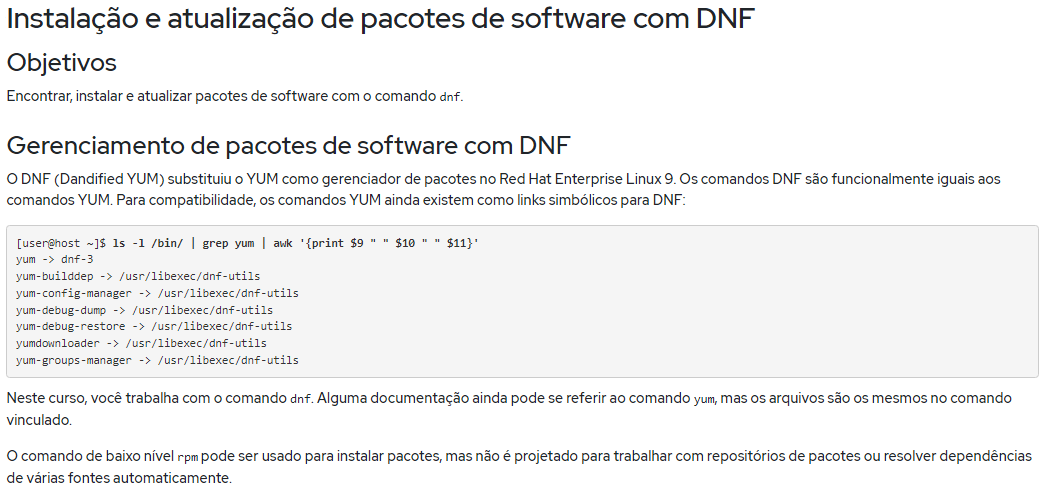 Instalação e atualização de pacotes de software com DNF
Objetivos
Encontrar, instalar e atualizar pacotes de software com o comando dnf.
Gerenciamento de pacotes de software com DNF
O DNF (Dandified YUM) substituiu o YUM como gerenciador de pacotes no Red Hat Enterprise Linux 9. Os comandos DNF são funcionalmente iguais aos
comandos YUM. Para compatibilidade, os comandos YUM ainda existem como links simbólicos para DNF:
[user@host ~]$ ls -l /bin/ | grep yum | awk '{print $9 " " $10 " " $11}'
yum -> dnf-3
yum-builddep -> /usr/libexec/dnf-utils
yum-config-manager -> /usr/libexec/dnf-utils
yum-debug-dump -> /usr/libexec/dnf-utils
yum-debug-restore -> /usr/libexec/dnf-utils
yumdownloader -> /usr/libexec/dnf-utils
yum-groups-manager -> /usr/libexec/dnf-utils
Neste curso, você trabalha com o comando dnf. Alguma documentação ainda pode se referir ao comando yum, mas os arquivos são os mesmos no comando
vinculado.
O comando de baixo nível rpm pode ser usado para instalar pacotes, mas não é projetado para trabalhar com repositórios de pacotes ou resolver dependências
de várias fontes automaticamente.